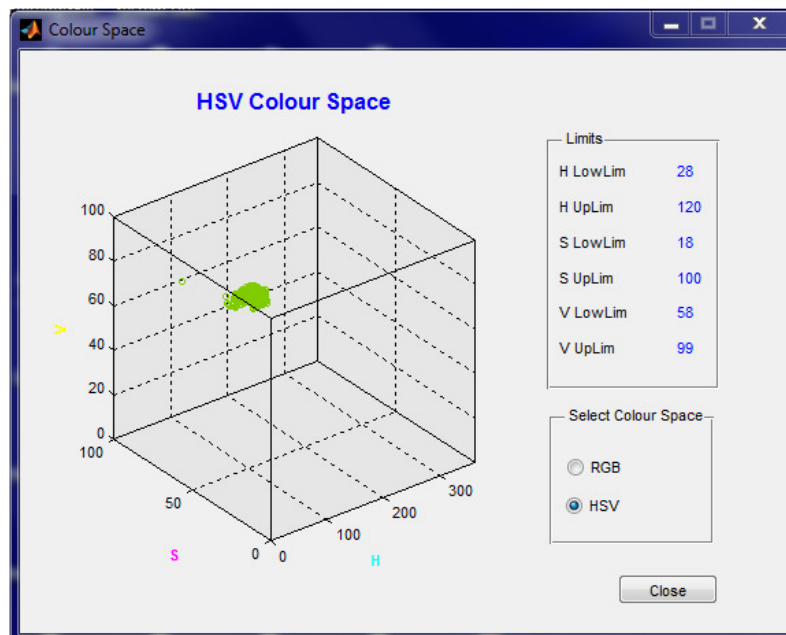 Colour Space
HSV Colour Space
100
80
60
40
20
0
V
100
50
0
S
0
100
200
300
H
Limits
H LowLim 28
H UpLim 120
S LowLim 18
S UpLim 100
V LowLim 58
V UpLim 99
Select Colour Space
RGB
HSV
Close